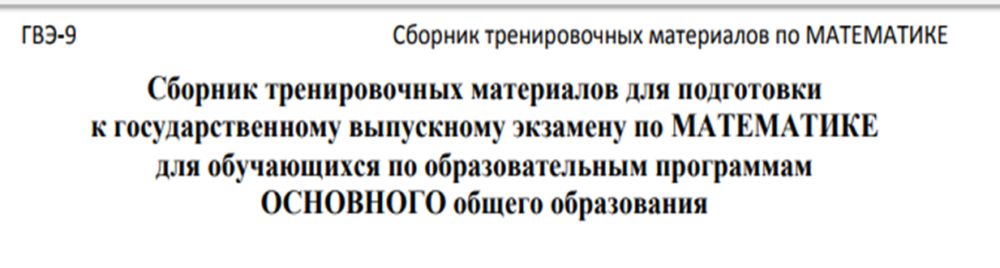 ГВЭ-9 Сборник тренировочных материалов по МАТЕМАТИКЕ
Сборник тренировочных материалов для подготовки
к государственному выпускному экзамену по МАТЕМАТИКЕ
для обучающихся по образовательным программам
ОСНОВНОГО общего образования